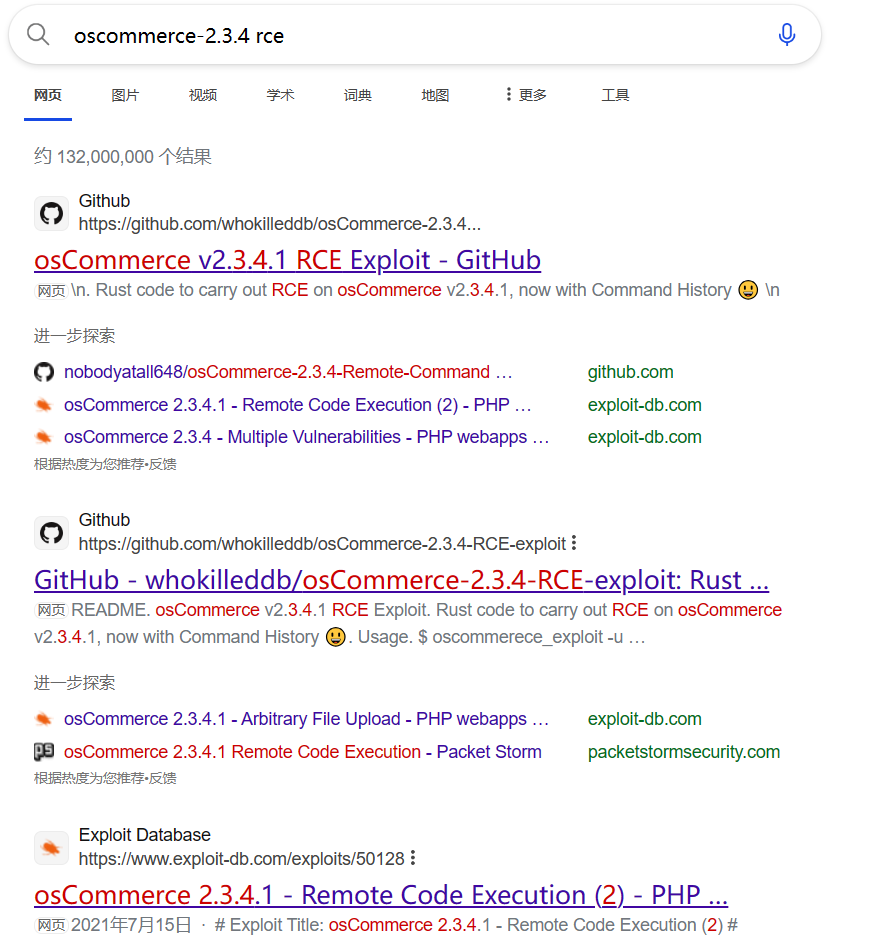 oscommerce-2.3.4 rce
网页 图片 视频 学术 词典 地图 更多 工具
约 132,000,000 个结果
Github
https://github.com/whokilleddb/osCommerce-2.3.4...
osCommerce v2.3.4.1 RCE Exploit - GitHub
网页 \n. Rust code to carry out RCE on osCommerce v2.3.4.1, now with Command History 😃 \n
进一步探索
nobodyatall648/osCommerce-2.3.4-Remote-Command … github.com
osCommerce 2.3.4.1 - Remote Code Execution (2) - PHP … exploit-db.com
osCommerce 2.3.4 - Multiple Vulnerabilities - PHP webapps … exploit-db.com
根据热度为您推荐•反馈
Github
https://github.com/whokilleddb/osCommerce-2.3.4-RCE-exploit
GitHub - whokilleddb/osCommerce-2.3.4-RCE-exploit: Rust ...
网页 README. osCommerce v2.3.4.1 RCE Exploit. Rust code to carry out RCE on osCommerce
v2.3.4.1, now with Command History 😃. Usage. $ oscommerece_exploit -u …
进一步探索
osCommerce 2.3.4.1 - Arbitrary File Upload - PHP webapps … exploit-db.com
ps osCommerce 2.3.4.1 Remote Code Execution - Packet Storm packetstormsecurity.com
根据热度为您推荐•反馈
Exploit Database
https://www.exploit-db.com/exploits/50128
osCommerce 2.3.4.1 - Remote Code Execution (2) - PHP ...
网页 2021年7月15日 · # Exploit Title: osCommerce 2.3.4.1 - Remote Code Execution (2) #